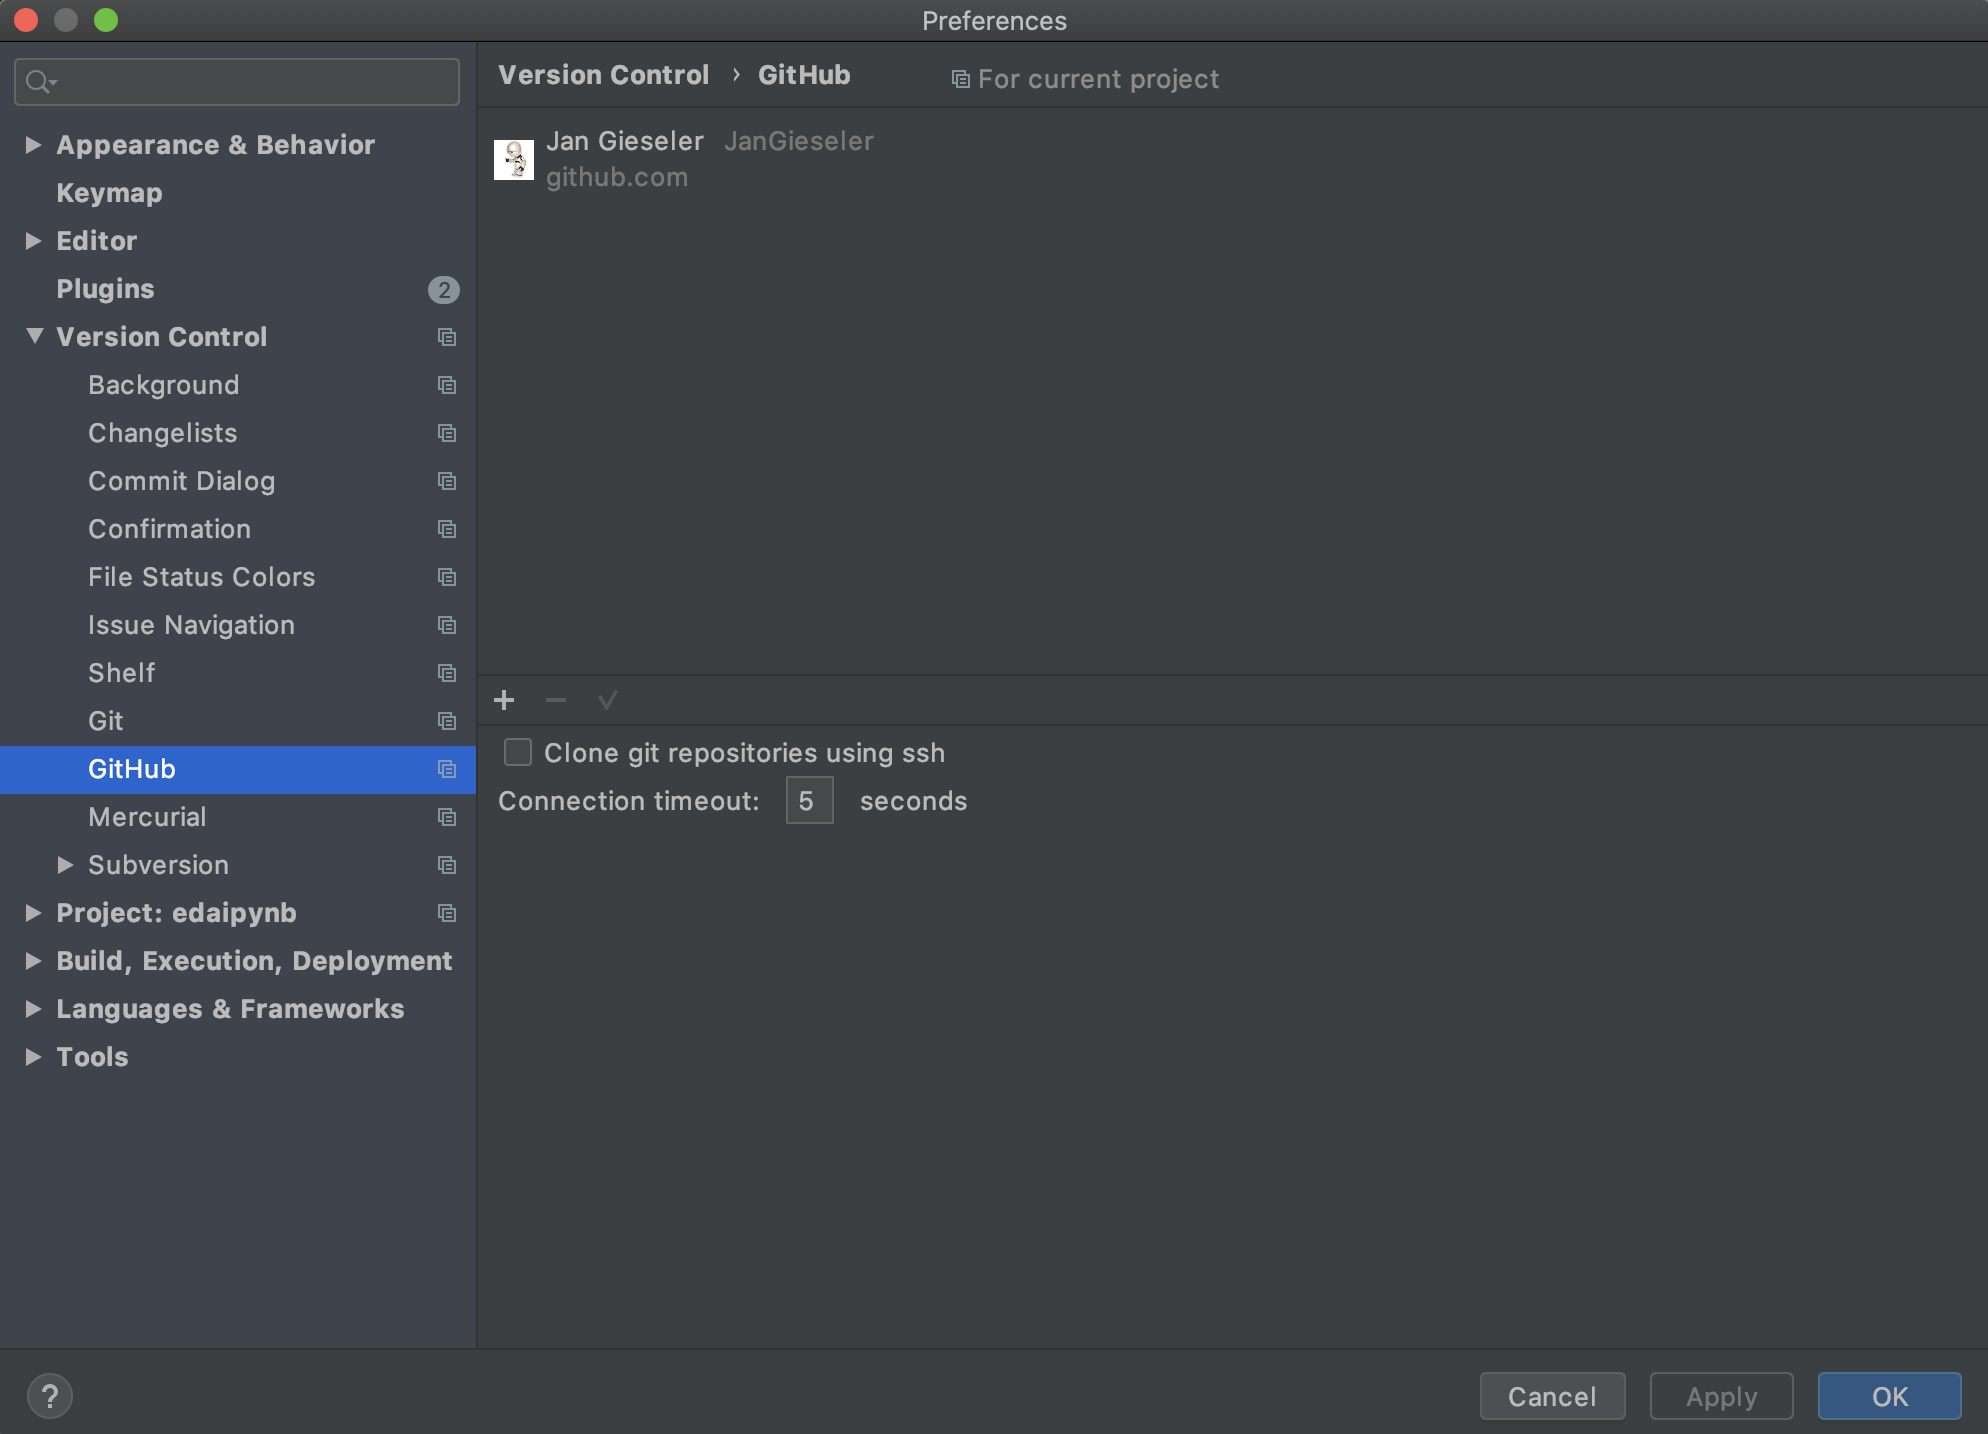 Preferences
Version Control › GitHub For current project
Appearance & Behavior
Keymap
Editor
Plugins 2
Version Control
Background
Changelists
Commit Dialog
Confirmation
File Status Colors
Issue Navigation
Shelf
Git
GitHub
Mercurial
Subversion
Project: edaipynb
Build, Execution, Deployment
Languages & Frameworks
Tools
Jan Gieseler JanGieseler
github.com
Clone git repositories using ssh
Connection timeout: 5 seconds
? Cancel Apply OK